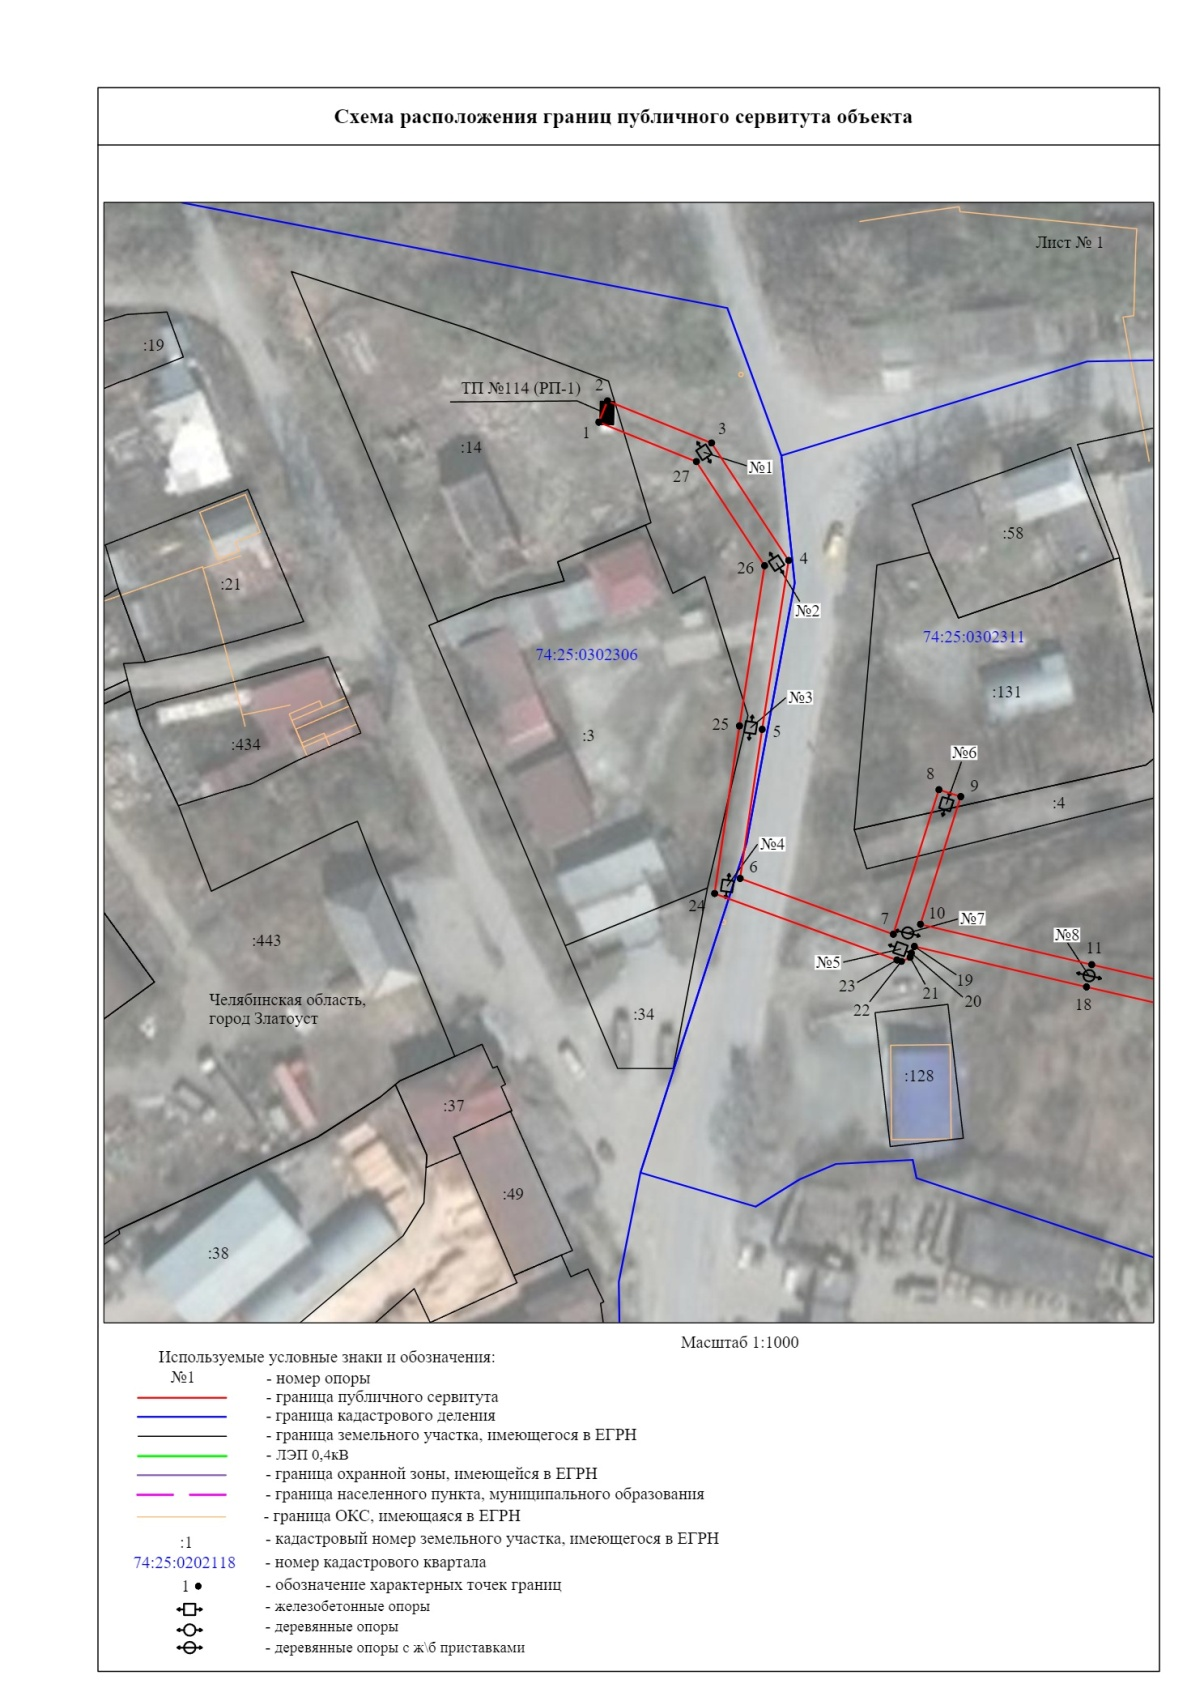 Схема расположения границ публичного сервитута объекта
Лист № 1
:19
2
ТП №114 (РП-1)
1
3
:14
№1
27
:58
4
26
:21
№2
74:25:0302311
74:25:0302306
:131
№3
25
5
:3
:434
№6
8
9
:4
№4
6
24
7
10
№7
№8
:443
11
№5
19
23
21
20
18
22
Челябинская область,
город Златоуст
:34
:128
:37
:49
:38
Масштаб 1:1000
Используемые условные знаки и обозначения:
№1 - номер опоры
- граница публичного сервитута
- граница кадастрового деления
- граница земельного участка, имеющегося в ЕГРН
- ЛЭП 0,4кВ
- граница охранной зоны, имеющейся в ЕГРН
- граница населенного пункта, муниципального образования
- граница ОКС, имеющаяся в ЕГРН
:1 - кадастровый номер земельного участка, имеющегося в ЕГРН
74:25:0202118 - номер кадастрового квартала
1 - обозначение характерных точек границ
- железобетонные опоры
- деревянные опоры
- деревянные опоры с ж\б приставками